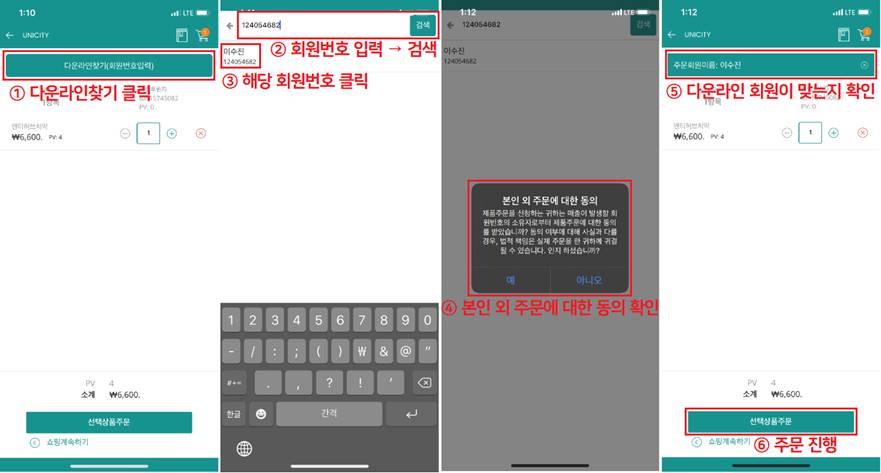 1:10
LTE
UNICITY
다운라인찾기(회원번호입력)
① 다운라인찾기 클릭
1항목
PV: 0
앤티허브치약
₩6,600. PV: 4
1
PV 4
소계 ₩6,600.
선택상품주문
쇼핑계속하기
124054682
검색
② 회원번호 입력 → 검색
이수진
124054682
③ 해당 회원번호 클릭
1 2 3 4 5 6 7 8 9 0
- / : ; ( ) ₩ & @ "
#+= . , ? ! '
한글 간격
1:12
LTE
124054682
검색
이수진
124054682
본인 외 주문에 대한 동의
제품주문을 신청하는 귀하는 매출이 발생할 회
원번호의 소유자로부터 제품주문에 대한 동의
를 받았습니까? 동의 여부에 대해 사실과 다를
경우, 법적 책임은 실제 주문을 한 귀하께 귀결
될 수 있습니다. 인지 하셨습니까?
예 아니오
④ 본인 외 주문에 대한 동의 확인
1:12
LTE
UNICITY
주문회원이름: 이수진
⑤ 다운라인 회원이 맞는지 확인
1항목
PV: 0
앤티허브치약
₩6,600. PV: 4
1
PV 4
소계 ₩6,600.
선택상품주문
쇼핑계속하기
⑥ 주문 진행